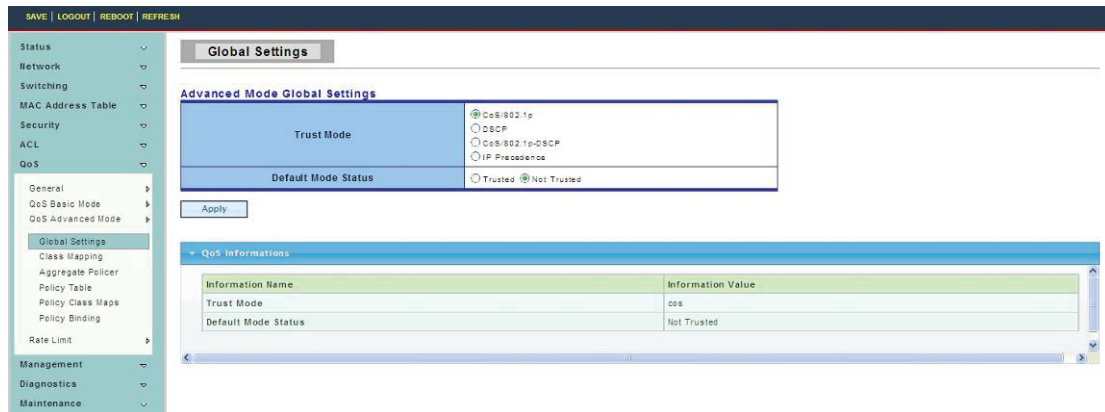 SAVE | LOGOUT | REBOOT | REFRESH
Status
Network
Switching
MAC Address Table
Security
ACL
QoS
General
QoS Basic Mode
QoS Advanced Mode
Global Settings
Class Mapping
Aggregate Policer
Policy Table
Policy Class Maps
Policy Binding
Rate Limit
Management
Diagnostics
Maintenance
Global Settings
Advanced Mode Global Settings
Trust Mode
CoS/802.1p
DSCP
CoS/802.1p-DSCP
IP Precedence
Default Mode Status
Trusted Not Trusted
Apply
QoS Informations
Information Name Information Value
Trust Mode cos
Default Mode Status Not Trusted